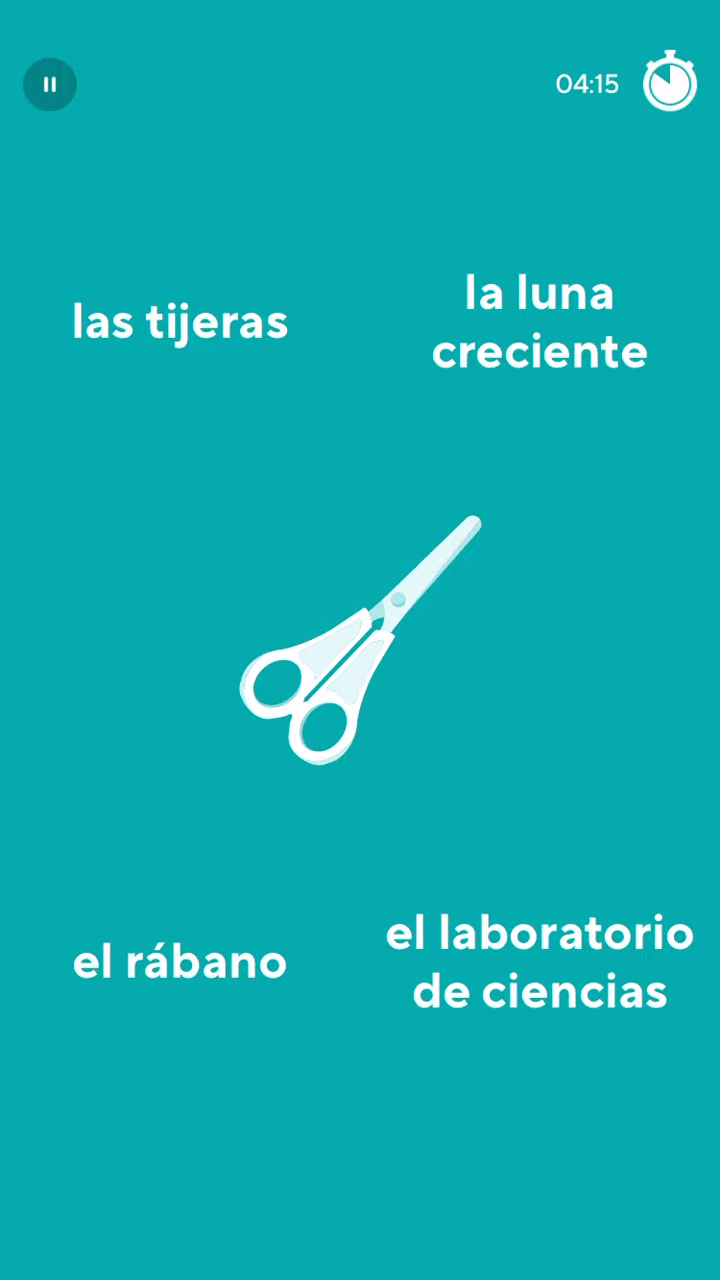 04:15
las tijeras
la luna
creciente
el rábano
el laboratorio
de ciencias